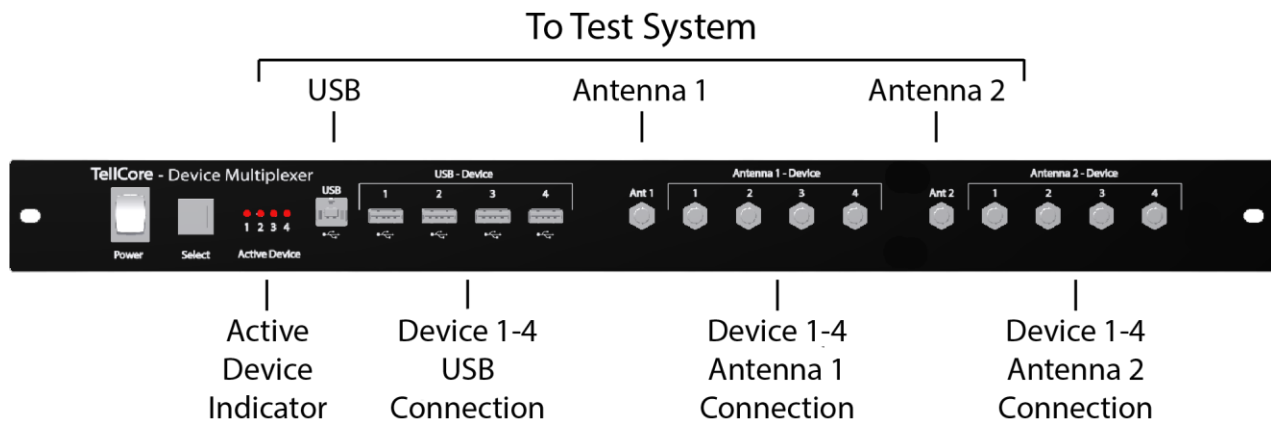 To Test System
USB Antenna 1 Antenna 2
TellCore - Device Multiplexer
USB USB - Device Ant 1 Antenna 1 - Device Ant 2 Antenna 2 - Device
1 2 3 4 1 2 3 4 1 2 3 4
1 2 3 4
Power Select Active Device
Active Device 1-4 Device 1-4 Device 1-4
Device USB Antenna 1 Antenna 2
Indicator Connection Connection Connection